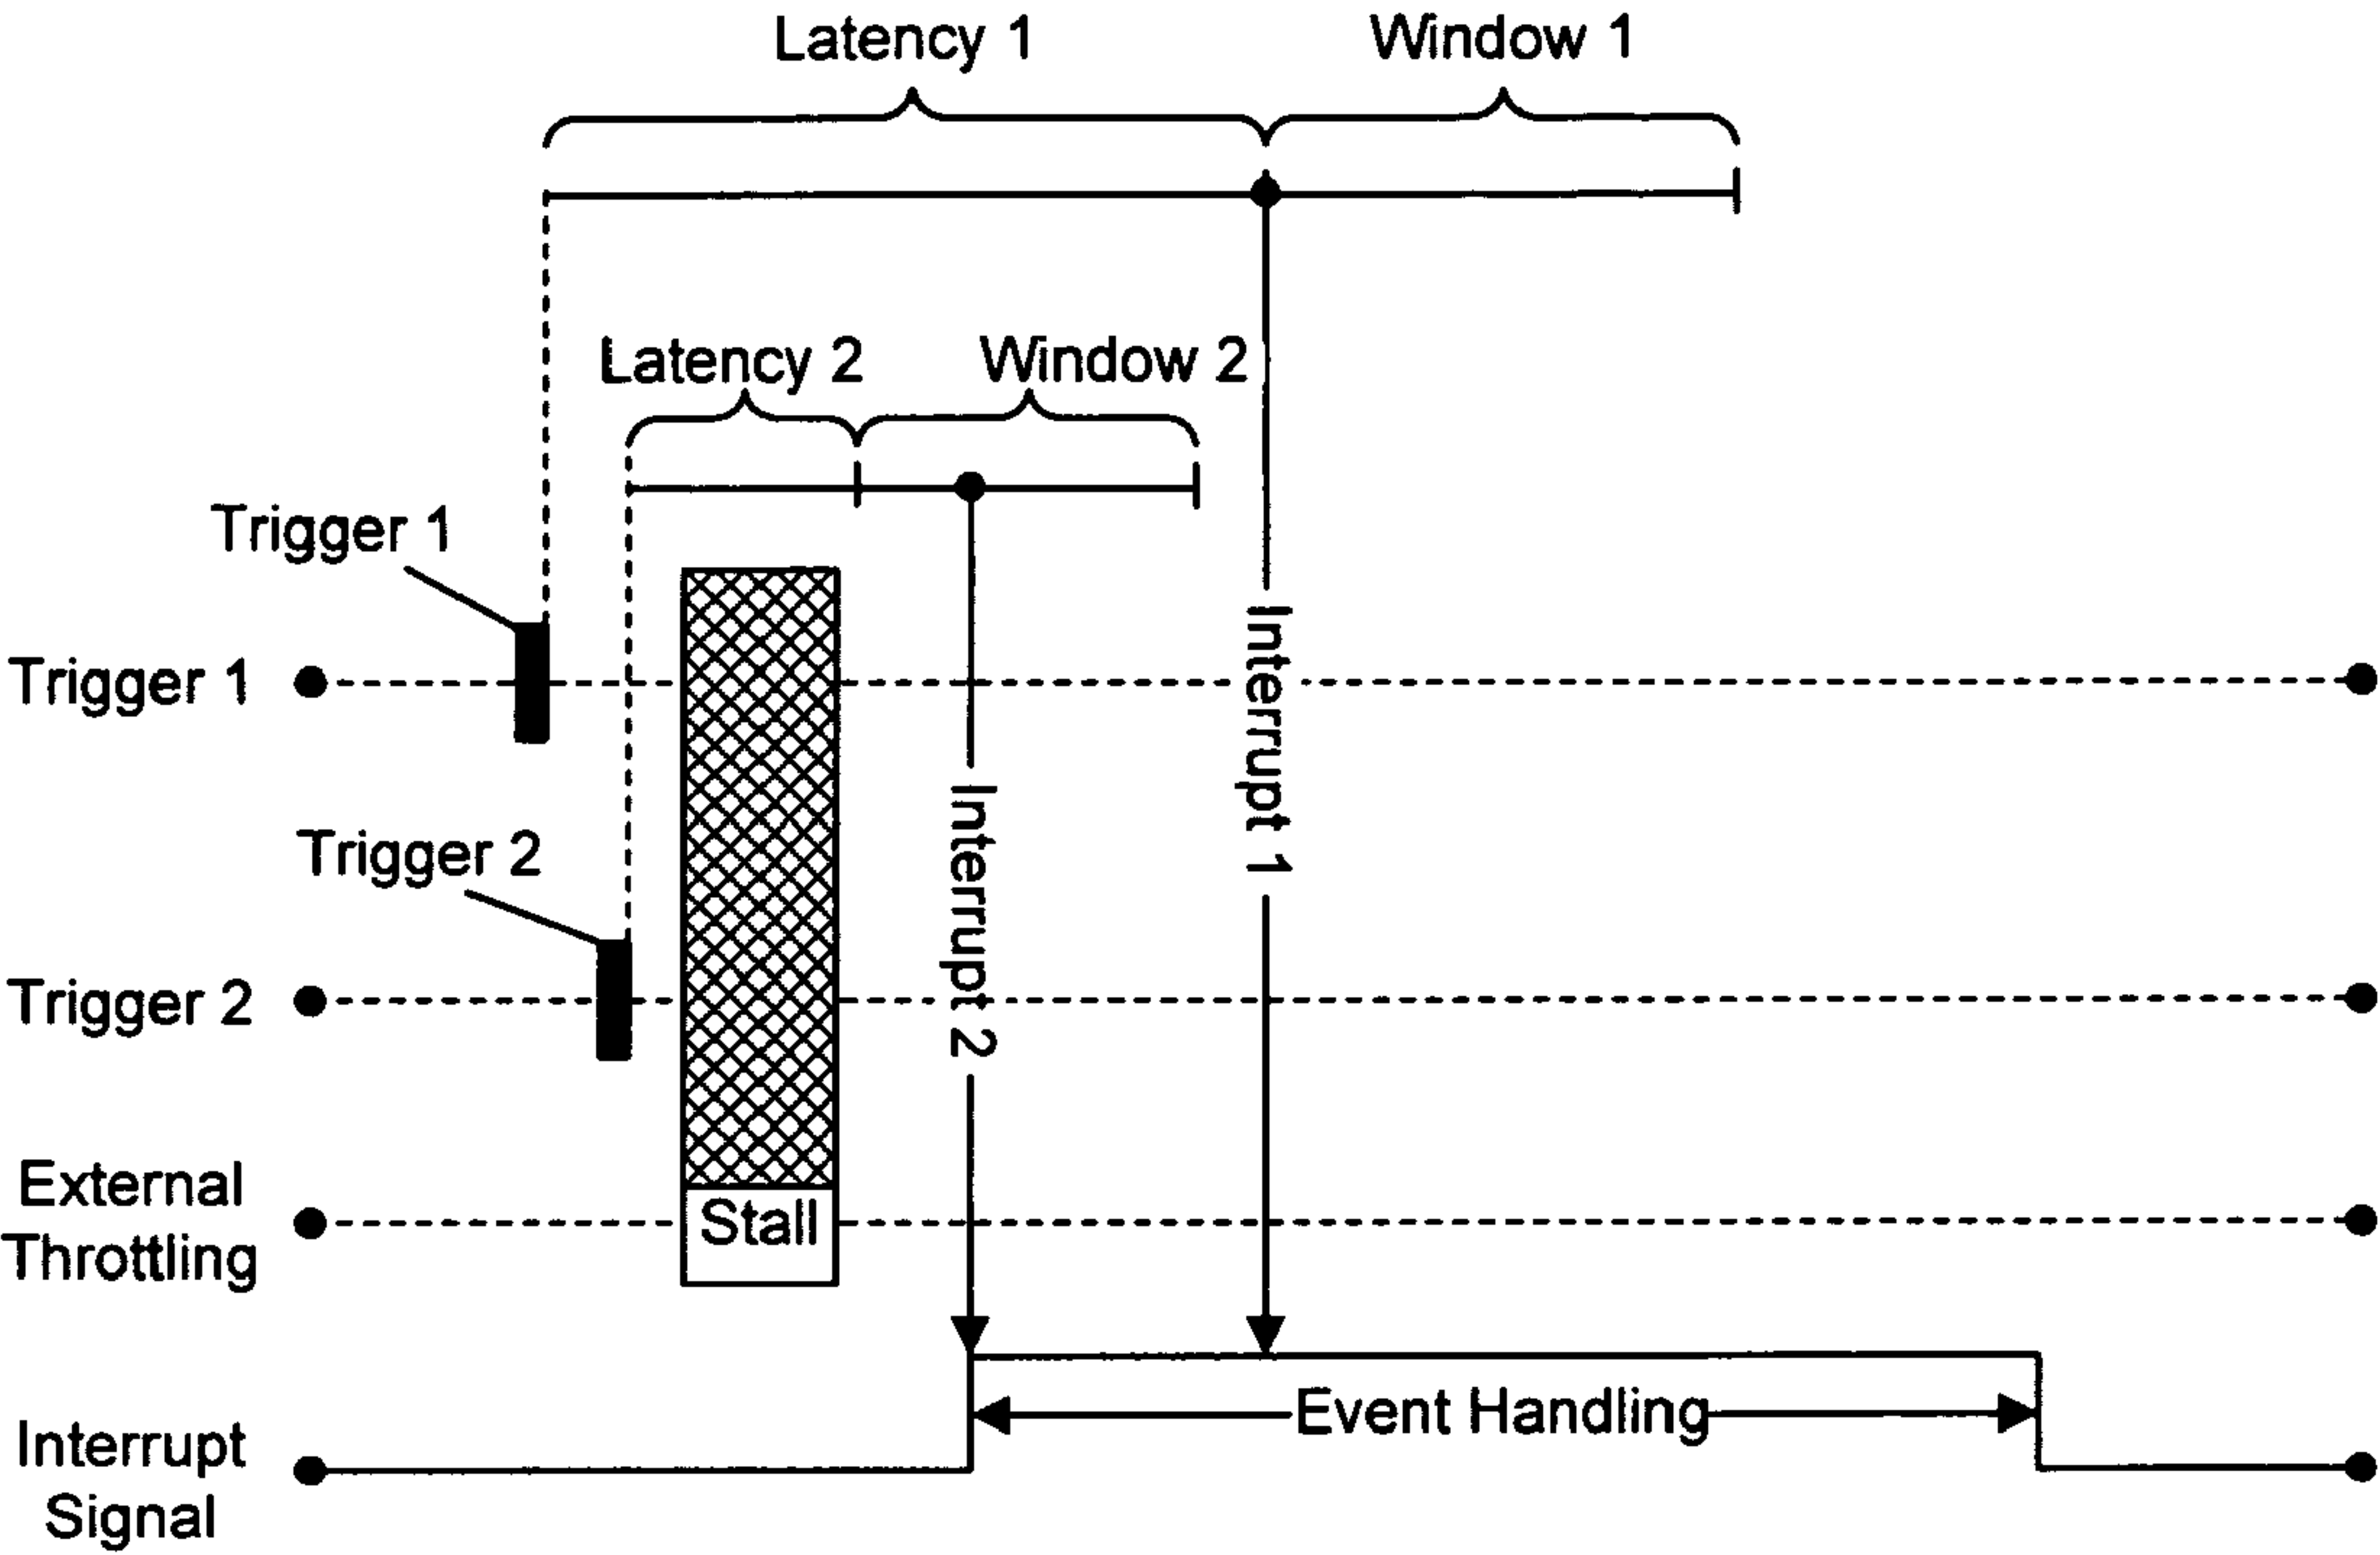 Latency 1
Window 1
Latency 2
Window 2
Trigger 1
Interrupt 1
Trigger 1
Interrupt 2
Trigger 2
Trigger 2
External
Throttling
Stall
Event Handling
Interrupt
Signal